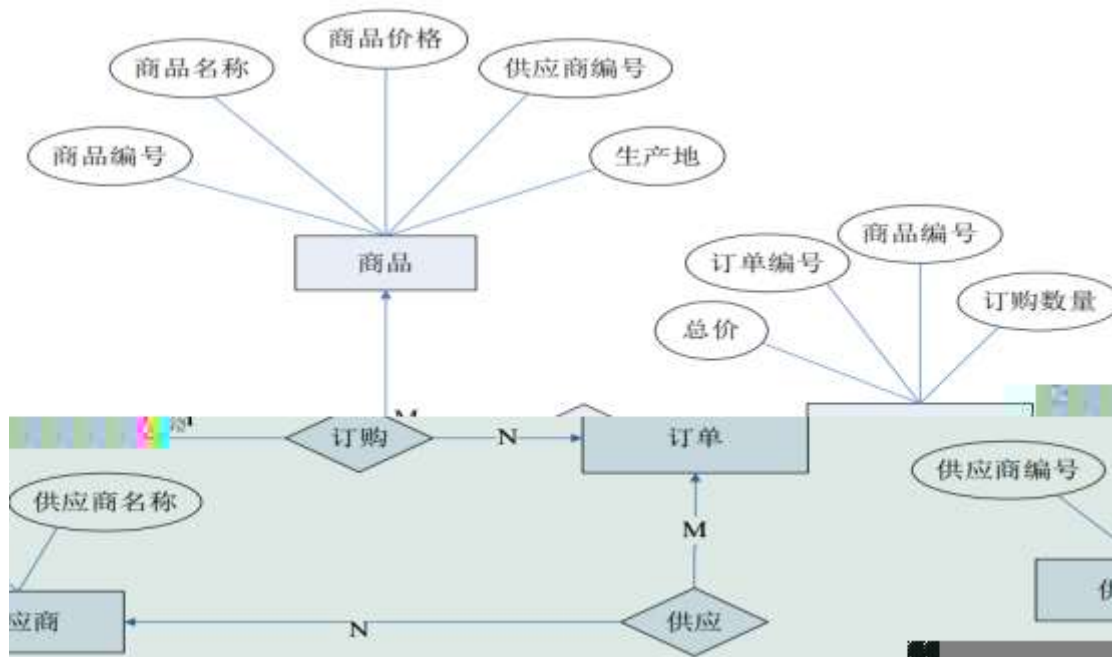 商品价格
商品名称
供应商编号
商品编号
生产地
商品
商品编号
订单编号
订购数量
总价
M
订购
N
订单
供应商编号
供应商名称
M
应商
N
供应